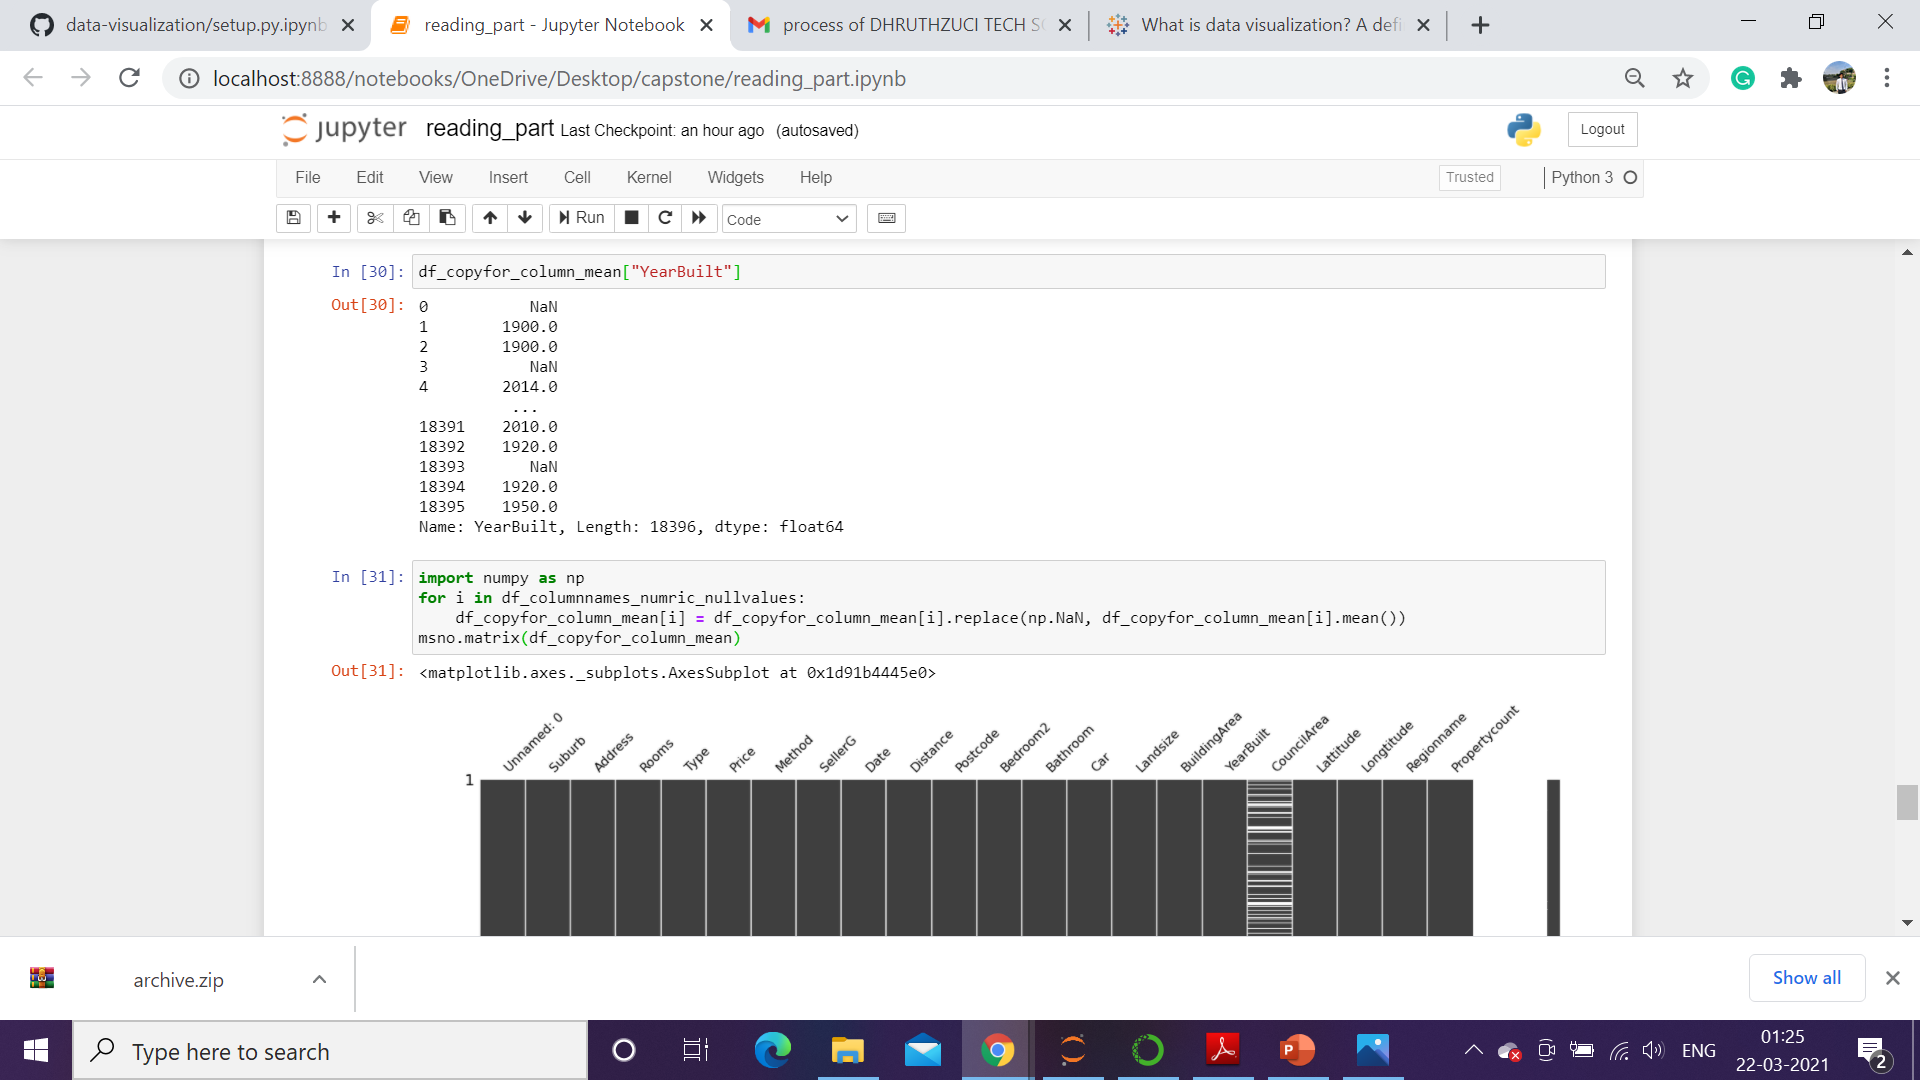 data-visualization/setup.py.ipynb
reading_part - Jupyter Notebook
process of DHRUTHZUCI TECH S
What is data visualization? A defi
localhost:8888/notebooks/OneDrive/Desktop/capstone/reading_part.ipynb
jupyter reading_part Last Checkpoint: an hour ago (autosaved)
Logout
File Edit View Insert Cell Kernel Widgets Help
Trusted
Python 3
Run
Code
In [30]: df_copyfor_column_mean["YearBuilt"]
Out[30]: 0 NaN
1 1900.0
2 1900.0
3 NaN
4 2014.0
...
18391 2010.0
18392 1920.0
18393 NaN
18394 1920.0
18395 1950.0
Name: YearBuilt, Length: 18396, dtype: float64
In [31]: import numpy as np
for i in df_columnnames_numric_nullvalues:
df_copyfor_column_mean[i] = df_copyfor_column_mean[i].replace(np.NaN, df_copyfor_column_mean[i].mean())
msno.matrix(df_copyfor_column_mean)
Out[31]: <matplotlib.axes._subplots.AxesSubplot at 0x1d91b4445e0>
Unnamed: 0
Suburb
Address
Rooms
Type
Price
Method
SellerG
Date
Distance
Postcode
Bedroom2
Bathroom
Car
Landsize
BuildingArea
YearBuilt
CouncilArea
Lattitude
Longtitude
Regionname
Propertycount
1
archive.zip
Show all
Type here to search
ENG
01:25
22-03-2021
2